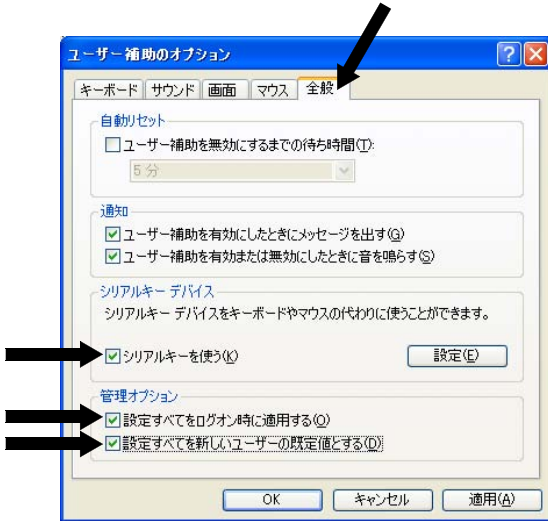 ユーザー補助のオプション
キーボード サウンド 画面 マウス 全般
自動リセット
ユーザー補助を無効にするまでの待ち時間(T):
5 分
通知
ユーザー補助を有効にしたときにメッセージを出す(G)
ユーザー補助を有効または無効にしたときに音を鳴らす(S)
シリアルキー デバイス
シリアルキー デバイスをキーボードやマウスの代わりに使うことができます。
シリアルキーを使う(K) 設定(E)
管理オプション
設定すべてをログオン時に適用する(O)
設定すべてを新しいユーザーの既定値とする(D)
OK キャンセル 適用(A)